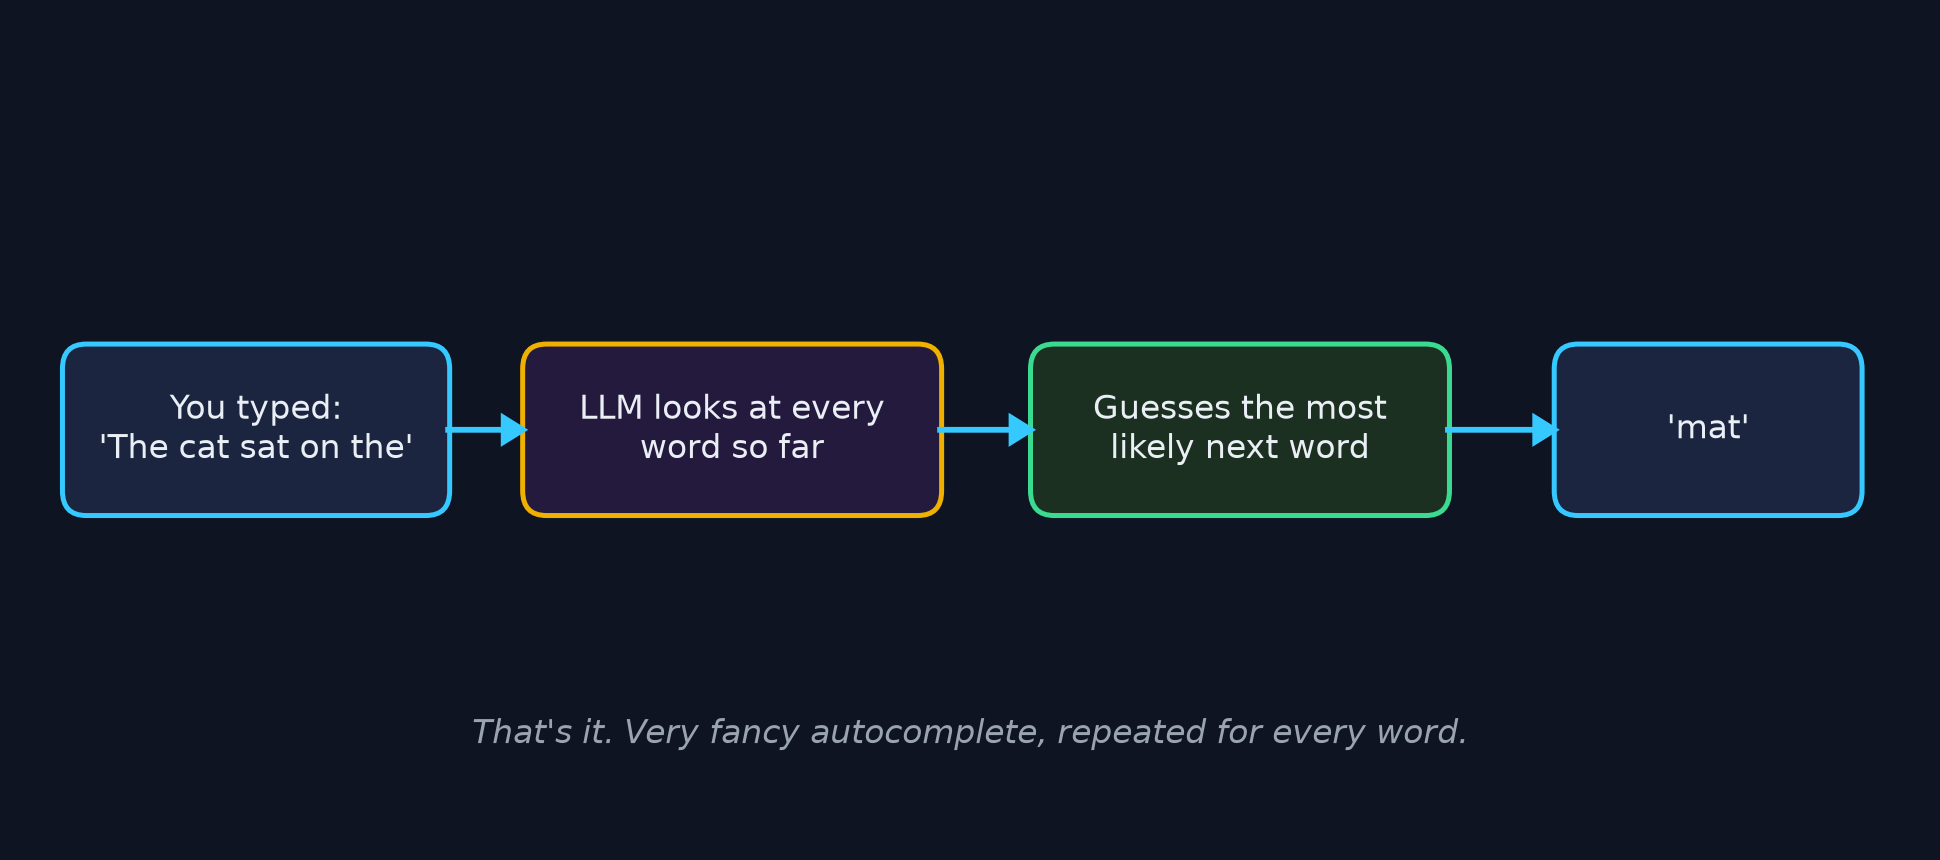 You typed:
'The cat sat on the'
LLM looks at every
word so far
Guesses the most
likely next word
'mat'
That's it. Very fancy autocomplete, repeated for every word.